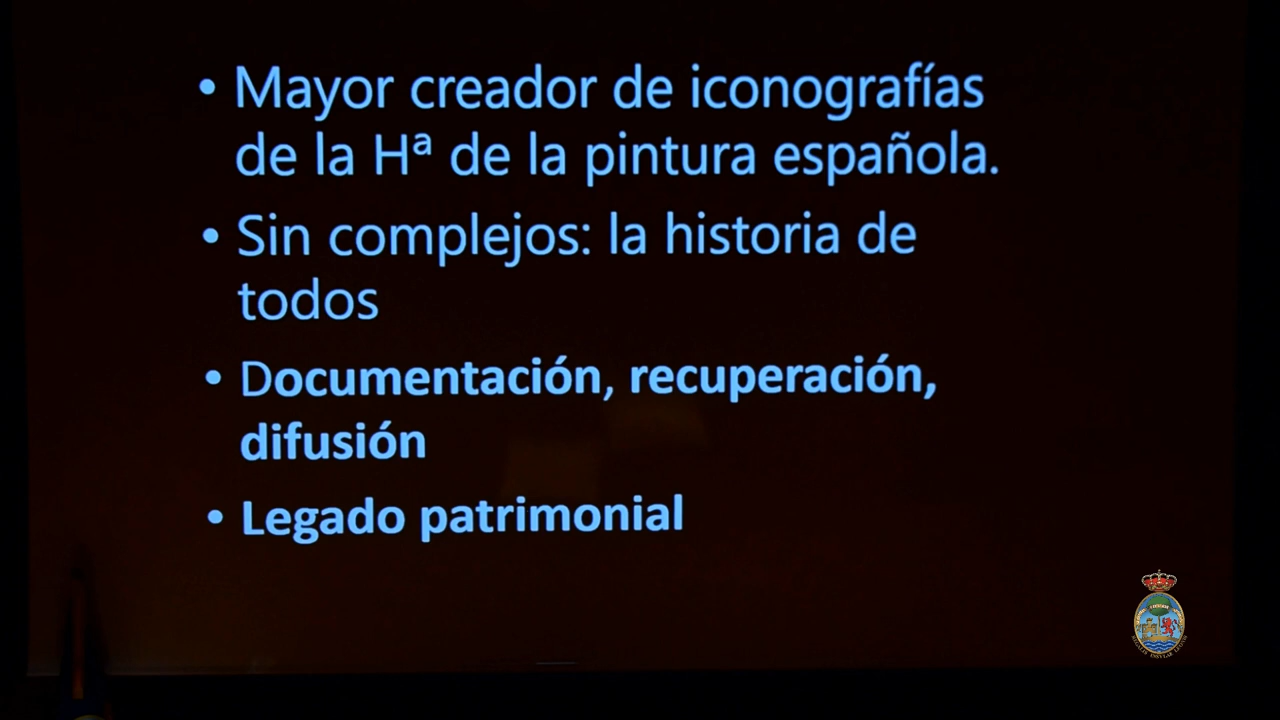 • Mayor creador de iconografías
de la Hª de la pintura española.
• Sin complejos: la historia de
todos
• Documentación, recuperación,
difusión
• Legado patrimonial